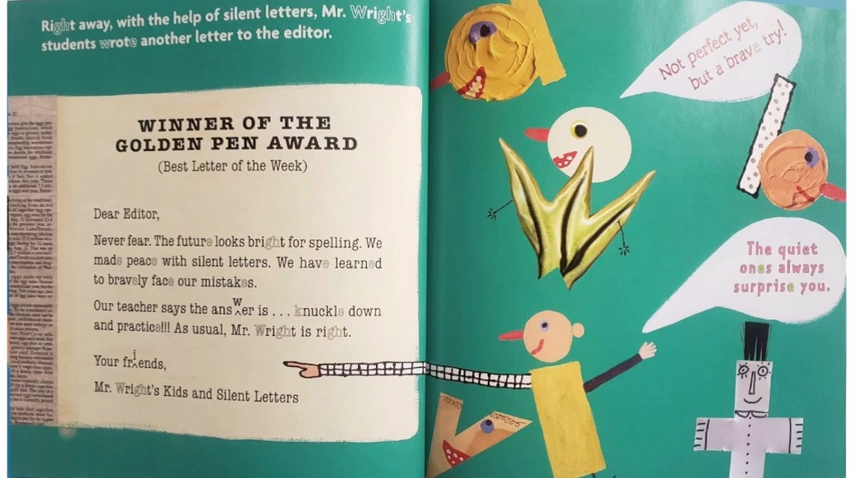 Right away, with the help of silent letters, Mr. Wright's
students wrote another letter to the editor.
WINNER OF THE
GOLDEN PEN AWARD
(Best Letter of the Week)
Dear Editor,
Never fear. The future looks bright for spelling. We
made peace with silent letters. We have learned
to bravely face our mistakes.
Our teacher says the answer is . . . knuckle down
and practice!!! As usual, Mr. Wright is right.
Your friends,
Mr. Wright's Kids and Silent Letters
Not perfect yet,
but a brave try!
The quiet
ones always
surprise you.